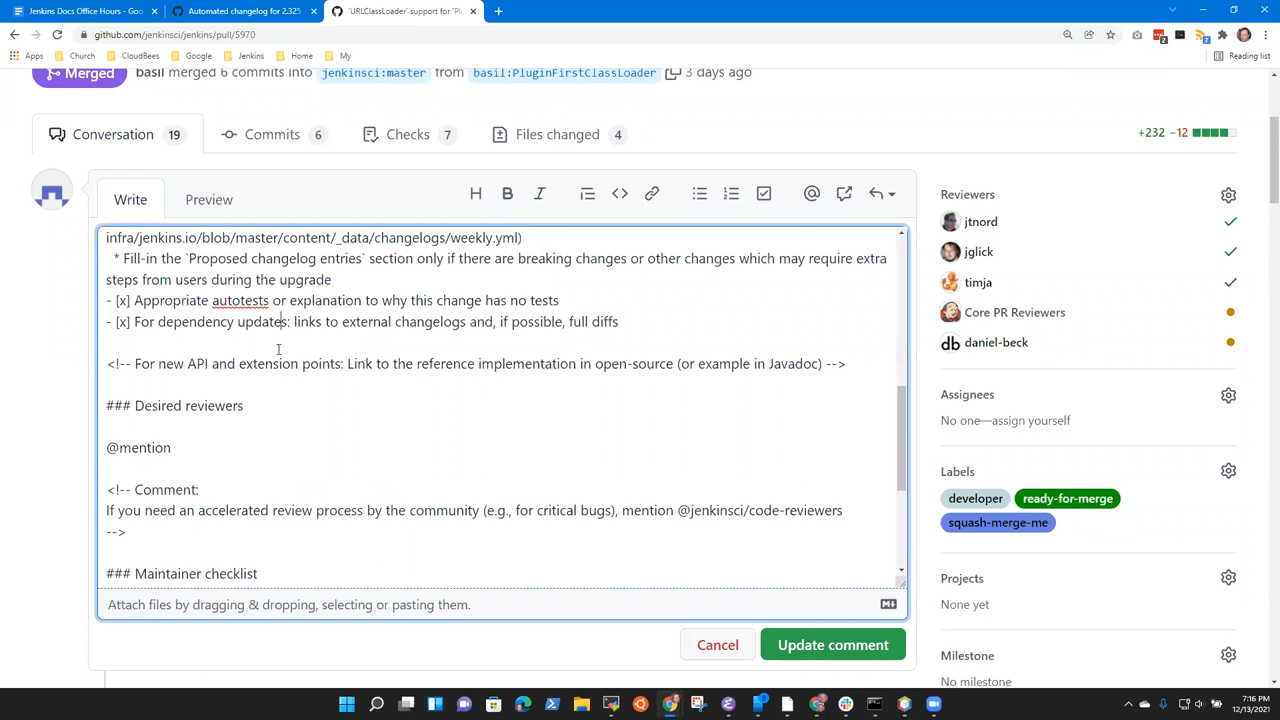 Jenkins Docs Office Hours - Goo
Automated changelog for 2.325
`URLClassLoader` support for `Plu
github.com/jenkinsci/jenkins/pull/5970
Apps
Church
CloudBees
Google
Jenkins
Home
My
Reading list
Merged
basil merged 6 commits into jenkinsci:master from basil:PluginFirstClassLoader 3 days ago
Conversation 19
Commits 6
Checks 7
Files changed 4
+232 −12
Write
Preview
infra/jenkins.io/blob/master/content/_data/changelogs/weekly.yml)
* Fill-in the `Proposed changelog entries` section only if there are breaking changes or other changes which may require extra
steps from users during the upgrade
- [x] Appropriate autotests or explanation to why this change has no tests
- [x] For dependency updates: links to external changelogs and, if possible, full diffs
<!-- For new API and extension points: Link to the reference implementation in open-source (or example in Javadoc) -->
### Desired reviewers
@mention
<!-- Comment:
If you need an accelerated review process by the community (e.g., for critical bugs), mention @jenkinsci/code-reviewers
-->
### Maintainer checklist
Attach files by dragging & dropping, selecting or pasting them.
Cancel
Update comment
Reviewers
jtnord
jglick
timja
Core PR Reviewers
daniel-beck
Assignees
No one—assign yourself
Labels
developer
ready-for-merge
squash-merge-me
Projects
None yet
Milestone
No milestone
7:16 PM
12/13/2021